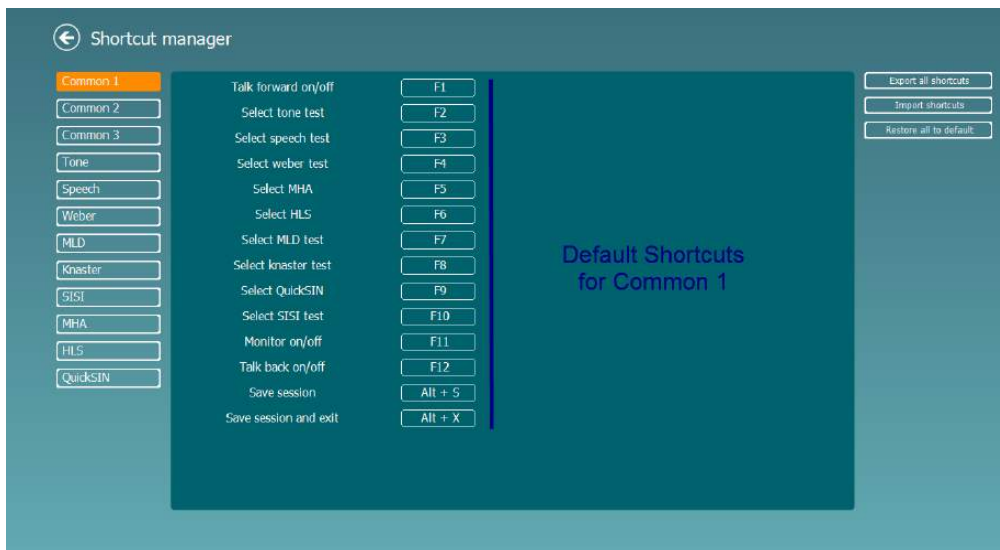 Shortcut manager
Common 1
Common 2
Common 3
Tone
Speech
Weber
MLD
Knaster
SISI
MHA
HLS
QuickSIN
Talk forward on/off F1
Select tone test F2
Select speech test F3
Select weber test F4
Select MHA F5
Select HLS F6
Select MLD test F7
Select knaster test F8
Select QuickSIN F9
Select SISI test F10
Monitor on/off F11
Talk back on/off F12
Save session Alt + S
Save session and exit Alt + X
Default Shortcuts
for Common 1
Export all shortcuts
Import shortcuts
Restore all to default